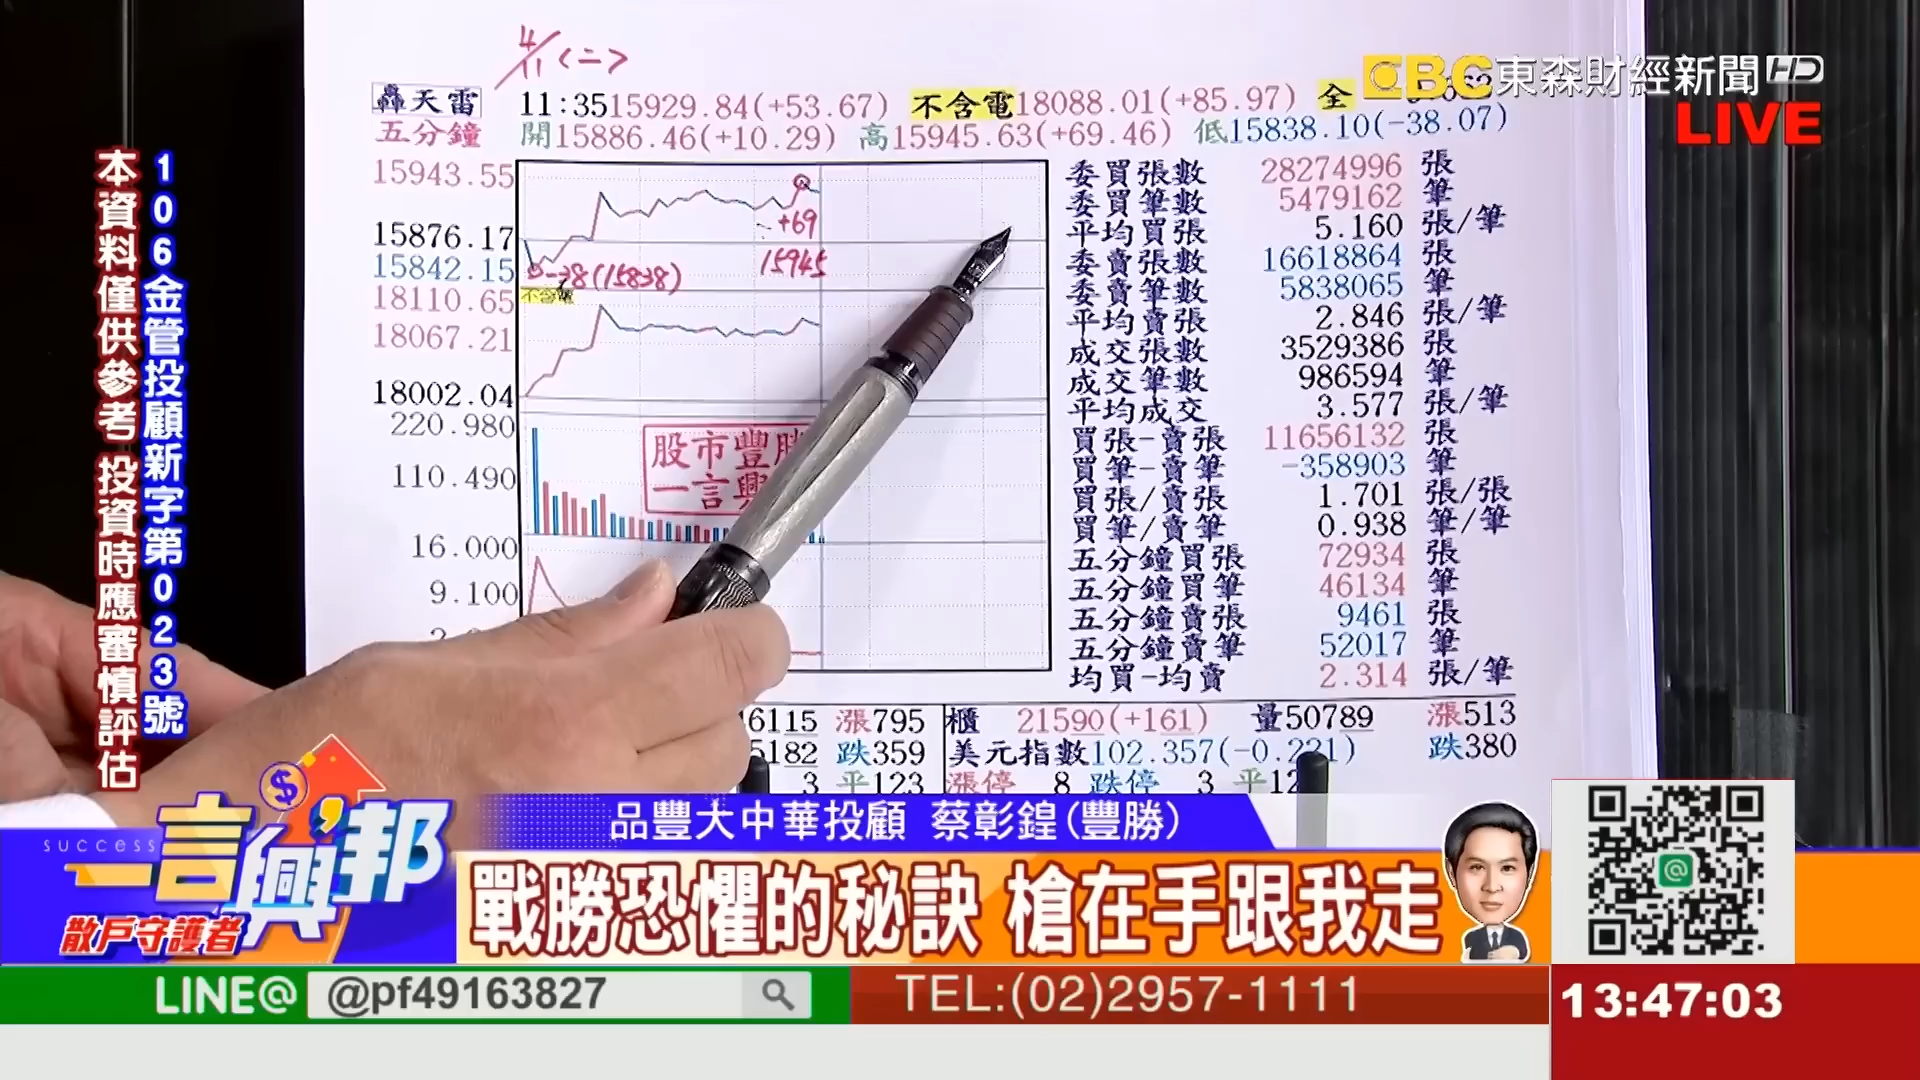 4/11(二)
EBC東森財經新聞HD
LIVE
轟天雷 11:35 15929.84(+53.67) 不含電18088.01(+85.97) 全
五分鐘 開15886.46(+10.29) 高15945.63(+69.46) 低15838.10(-38.07)
本資料僅供參考 投資時應審慎評估
106金管投顧新字第023號
15943.55
15876.17
15842.15
18110.65
18067.21
18002.04
220.980
110.490
16.000
9.100
+69
15945
-38(15838)
不含電
股市豐勝
一言興
委買張數 28274996 張
委買筆數 5479162 筆
平均買張 5.160 張/筆
委賣張數 16618864 張
委賣筆數 5838065 筆
平均賣張 2.846 張/筆
成交張數 3529386 張
成交筆數 986594 筆
平均成交 3.577 張/筆
買張-賣張 11656132 張
買筆-賣筆 -358903 筆
買張/賣張 1.701 張/張
買筆/賣筆 0.938 筆/筆
五分鐘買張 72934 張
五分鐘買筆 46134 筆
五分鐘賣張 9461 張
五分鐘賣筆 52017 筆
均買-均賣 2.314 張/筆
46115 漲795 櫃 21590(+161) 量50789 漲513
5182 跌359 美元指數102.357(-0.221) 跌380
3 平123 漲停 8 跌停 3 平12
品豐大中華投顧 蔡彰鍠(豐勝)
success
一言興邦
散戶守護者
戰勝恐懼的秘訣 槍在手跟我走
LINE@ @pf49163827 TEL:(02)2957-1111
13:47:03